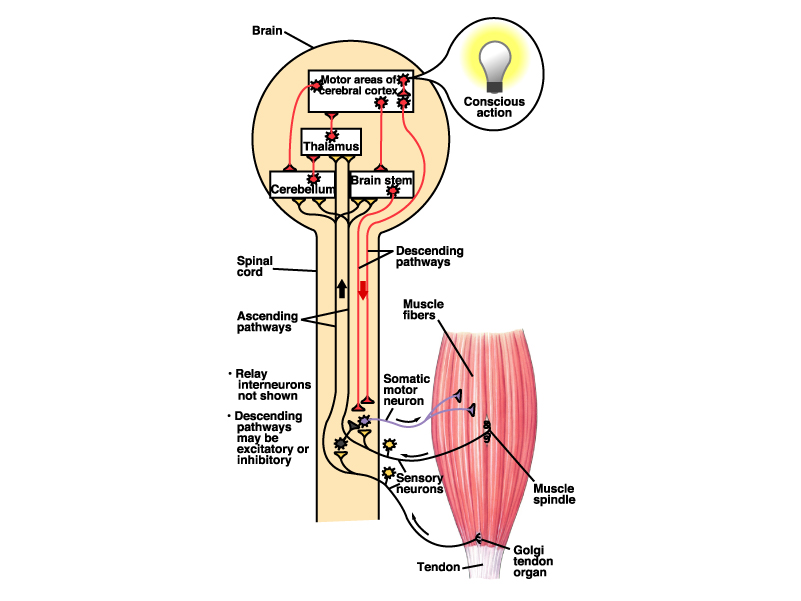 Brain
Motor areas of
cerebral cortex
Conscious
action
Thalamus
Cerebellum
Brain stem
Spinal
cord
Descending
pathways
Ascending
pathways
Muscle
fibers
• Relay
interneurons
not shown
• Descending
pathways
may be
excitatory or
inhibitory
Somatic
motor
neuron
Sensory
neurons
Muscle
spindle
Tendon
Golgi
tendon
organ